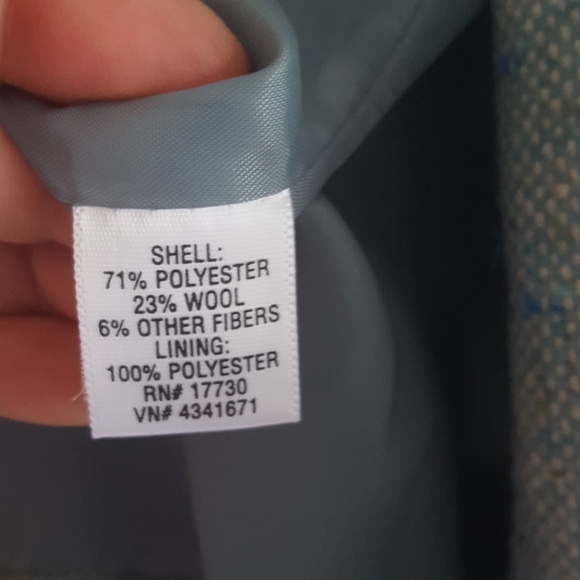 SHELL:
71% POLYESTER
23% WOOL
6% OTHER FIBERS
LINING:
100% POLYESTER
RN# 17730
VN# 4341671